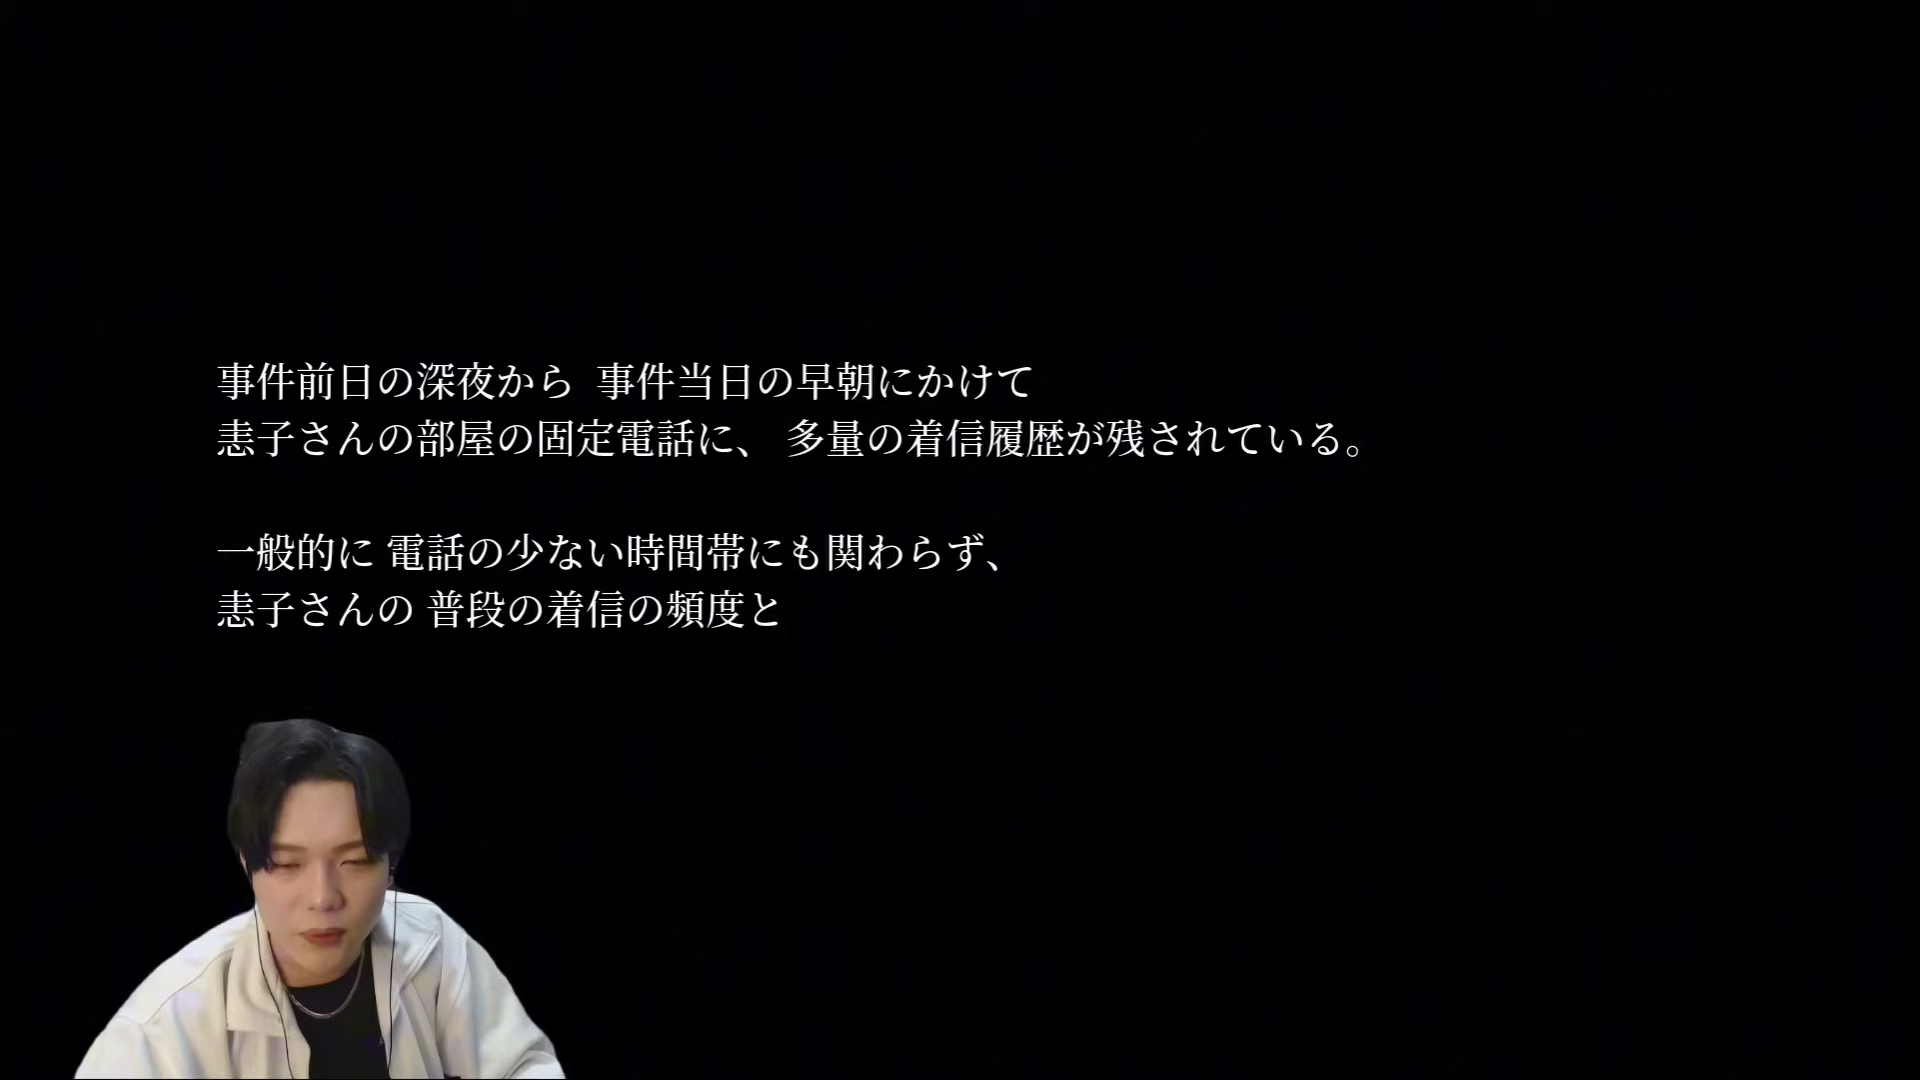 事件前日の深夜から 事件当日の早朝にかけて
恚子さんの部屋の固定電話に、 多量の着信履歴が残されている。
一般的に 電話の少ない時間帯にも関わらず、
恚子さんの 普段の着信の頻度と